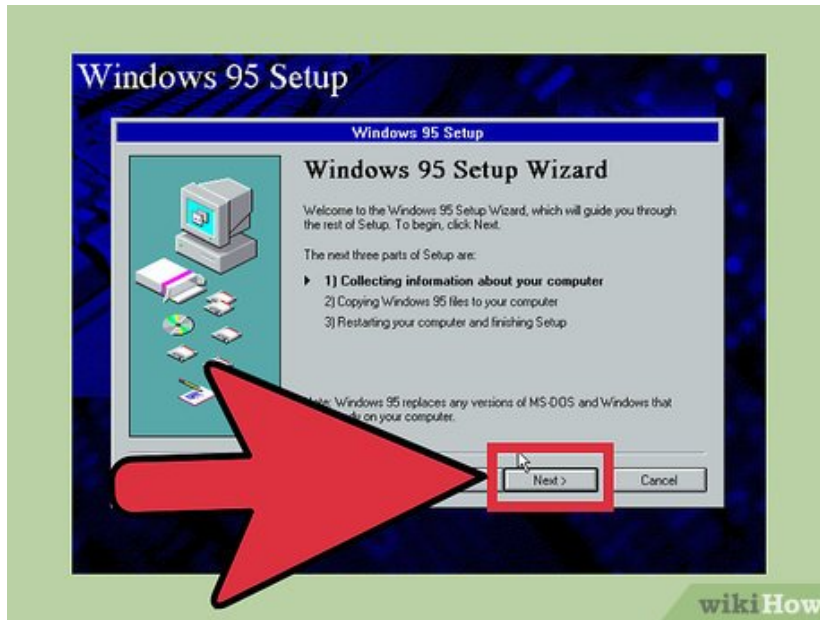 Windows 95 Setup
Windows 95 Setup
Windows 95 Setup Wizard
Welcome to the Windows 95 Setup Wizard, which will guide you through
the rest of Setup. To begin, click Next.
The next three parts of Setup are:
1) Collecting information about your computer
2) Copying Windows 95 files to your computer
3) Restarting your computer and finishing Setup
Windows 95 replaces any versions of MS-DOS and Windows that
on your computer.
Next >
Cancel
wikiHow